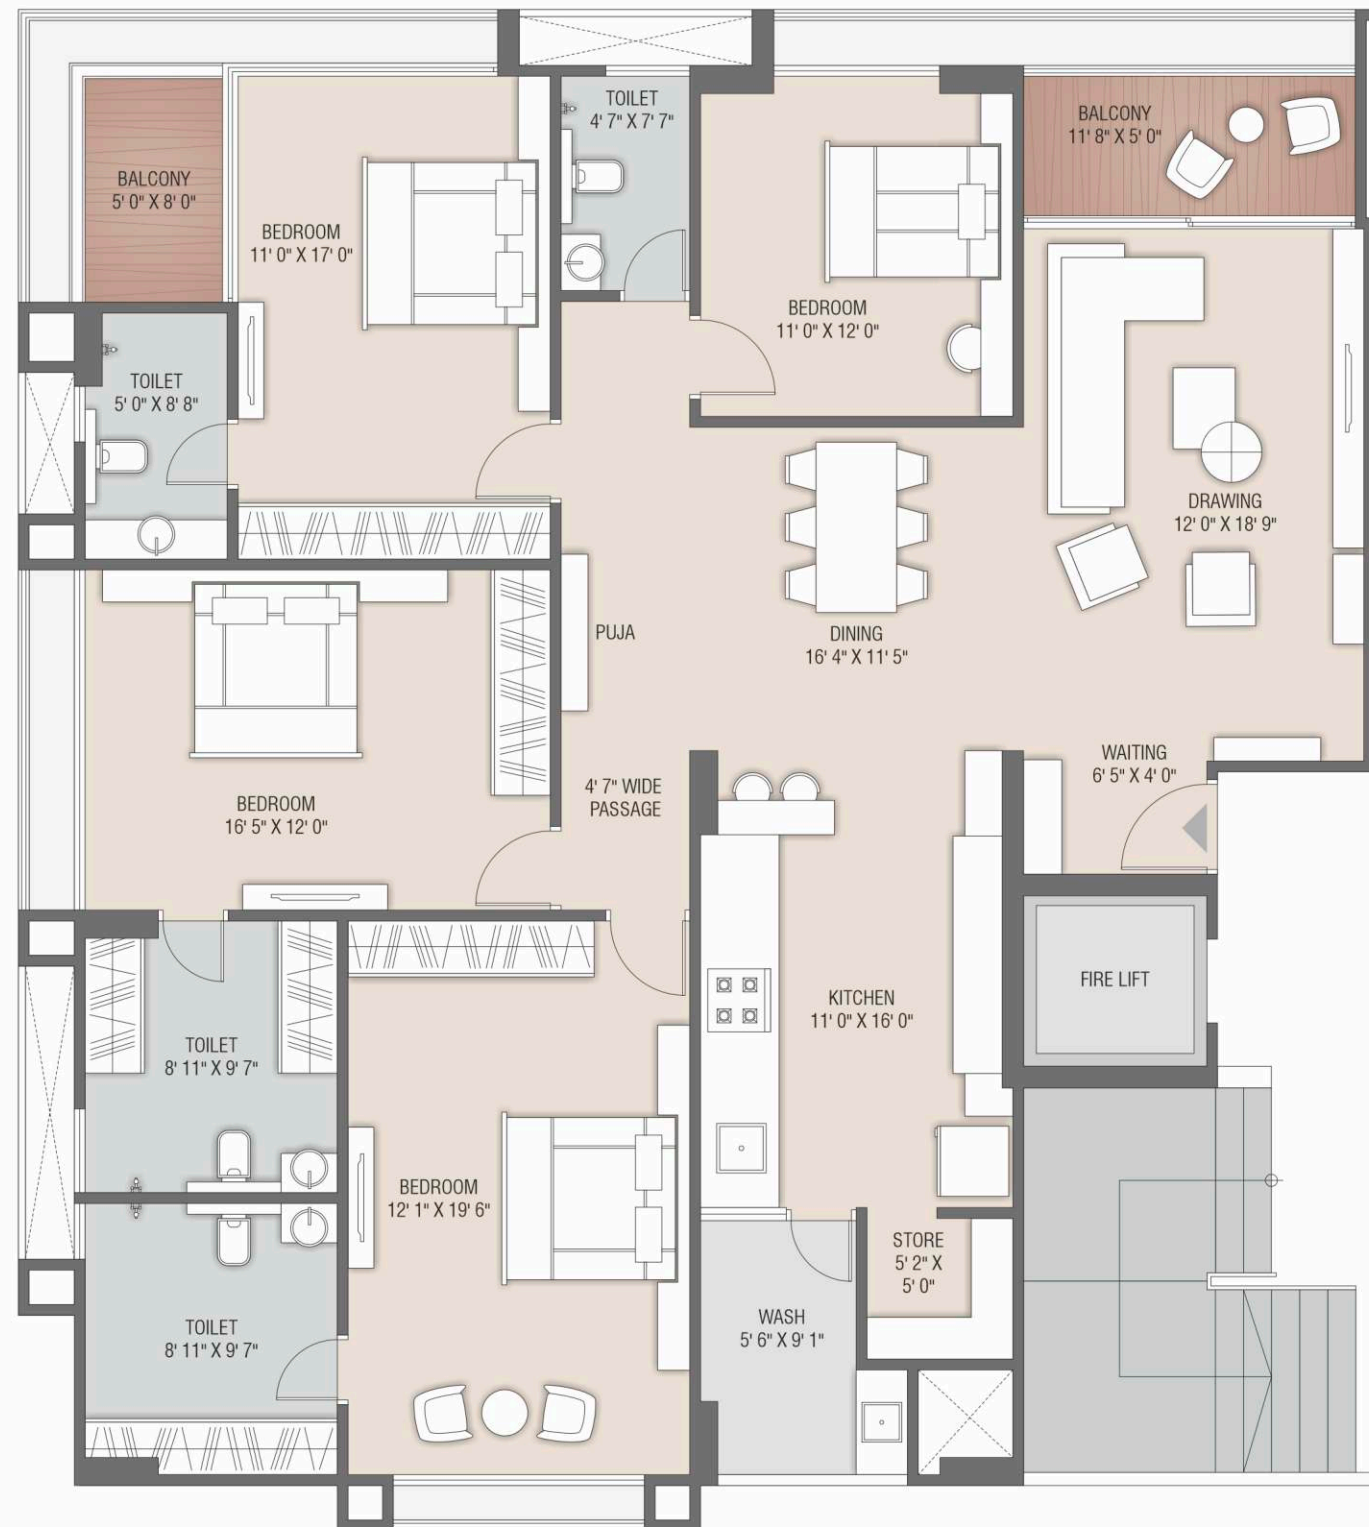 TOILET
4' 7" X 7' 7"
BALCONY
11' 8" X 5' 0"
BALCONY
5' 0" X 8' 0"
BEDROOM
11' 0" X 17' 0"
BEDROOM
11' 0" X 12' 0"
TOILET
5' 0" X 8' 8"
DRAWING
12' 0" X 18' 9"
PUJA
DINING
16' 4" X 11' 5"
WAITING
6' 5" X 4' 0"
4' 7" WIDE
PASSAGE
BEDROOM
16' 5" X 12' 0"
FIRE LIFT
KITCHEN
11' 0" X 16' 0"
TOILET
8' 11" X 9' 7"
BEDROOM
12' 1" X 19' 6"
STORE
5' 2" X
5' 0"
WASH
5' 6" X 9' 1"
TOILET
8' 11" X 9' 7"